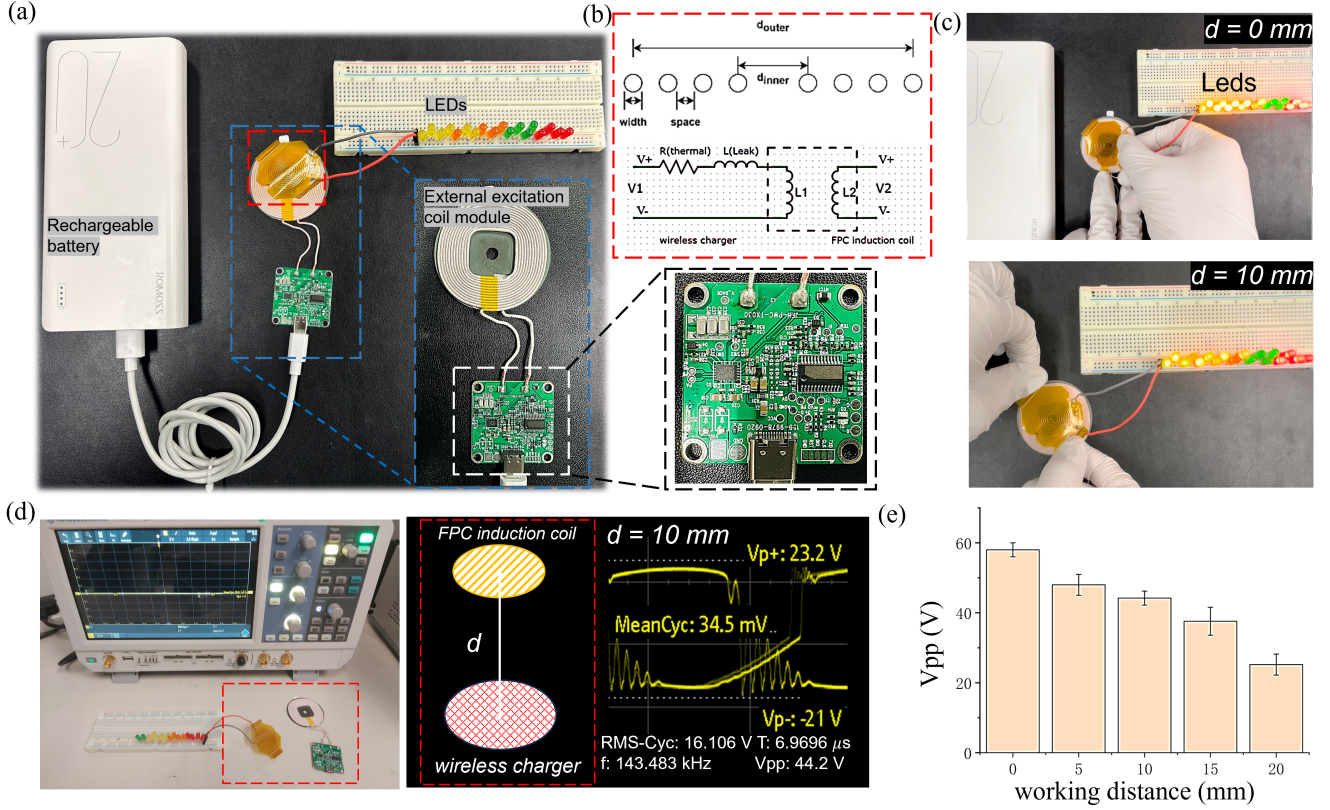 (a)
LEDs
Rechargeable
battery
ROMOSS
External excitation
coil module
(b)
d outer
d inner
width
space
R(thermal)
L(Leak)
V+
V+
V1
L1
L2
V2
V-
V-
wireless charger
FPC induction coil
(c)
d = 0 mm
Leds
d = 10 mm
(d)
FPC induction coil
d
wireless charger
d = 10 mm
Vp+: 23.2 V
MeanCyc: 34.5 mV
Vp-: -21 V
RMS-Cyc: 16.106 V T: 6.9696 μs
f: 143.483 kHz Vpp: 44.2 V
(e)
Vpp (V)
60
40
20
0
0 5 10 15 20
working distance (mm)